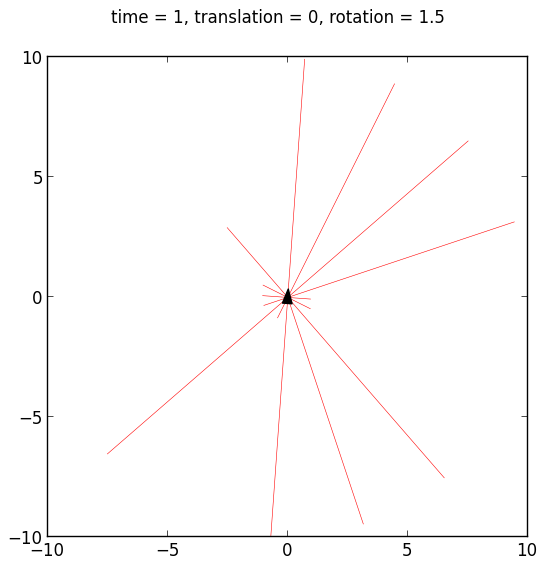 time = 1, translation = 0, rotation = 1.5
10
5
0
−5
−10
−10 −5 0 5 10